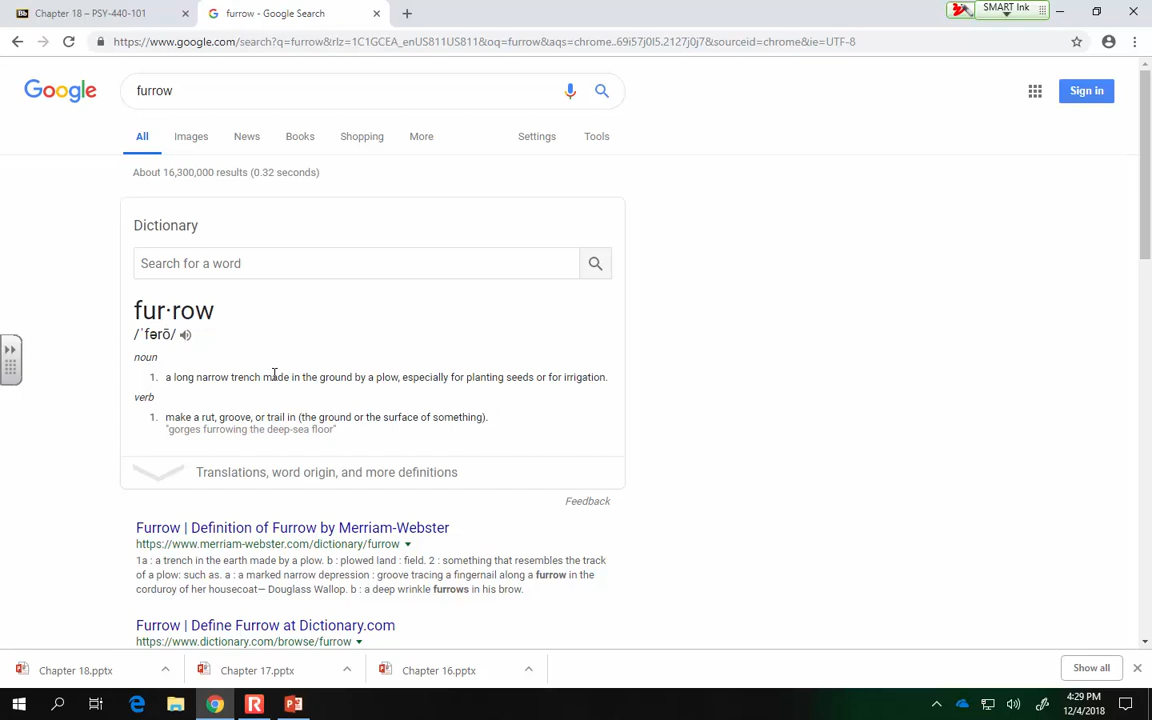 Bb Chapter 18 – PSY-440-101
furrow - Google Search
SMART Ink
https://www.google.com/search?q=furrow&rlz=1C1GCEA_enUS811US811&oq=furrow&aqs=chrome..69i57j0l5.2127j0j7&sourceid=chrome&ie=UTF-8
Google
furrow
Sign in
All Images News Books Shopping More Settings Tools
About 16,300,000 results (0.32 seconds)
Dictionary
Search for a word
fur·row
/ˈfərō/
noun
1. a long narrow trench made in the ground by a plow, especially for planting seeds or for irrigation.
verb
1. make a rut, groove, or trail in (the ground or the surface of something).
"gorges furrowing the deep-sea floor"
Translations, word origin, and more definitions
Feedback
Furrow | Definition of Furrow by Merriam-Webster
https://www.merriam-webster.com/dictionary/furrow
1a : a trench in the earth made by a plow. b : plowed land : field. 2 : something that resembles the track
of a plow: such as. a : a marked narrow depression : groove tracing a fingernail along a furrow in the
corduroy of her housecoat— Douglass Wallop. b : a deep wrinkle furrows in his brow.
Furrow | Define Furrow at Dictionary.com
https://www.dictionary.com/browse/furrow
Chapter 18.pptx
Chapter 17.pptx
Chapter 16.pptx
Show all
4:29 PM
12/4/2018